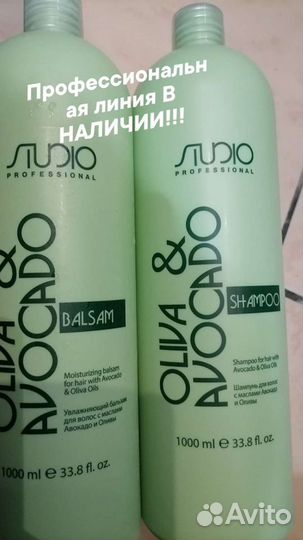 Профессиональн
ая линия В
НАЛИЧИИ!!!
STUDIO
PROFESSIONAL
OLIVA &
AVOCADO
BALSAM
Moisturizing balsam
for hair with Avocado
& Oliva Oils
Увлажняющий бальзам
для волос с маслами
Авокадо и Оливы
1000 ml e 33.8 fl. oz.
STUDIO
PROFESSIONAL
OLIVA &
AVOCADO
SHAMPOO
Shampoo for hair with
Avocado & Oliva Oils
Шампунь для волос
с маслами Авокадо
и Оливы
1000 ml e 33.8 fl. oz.
Avito